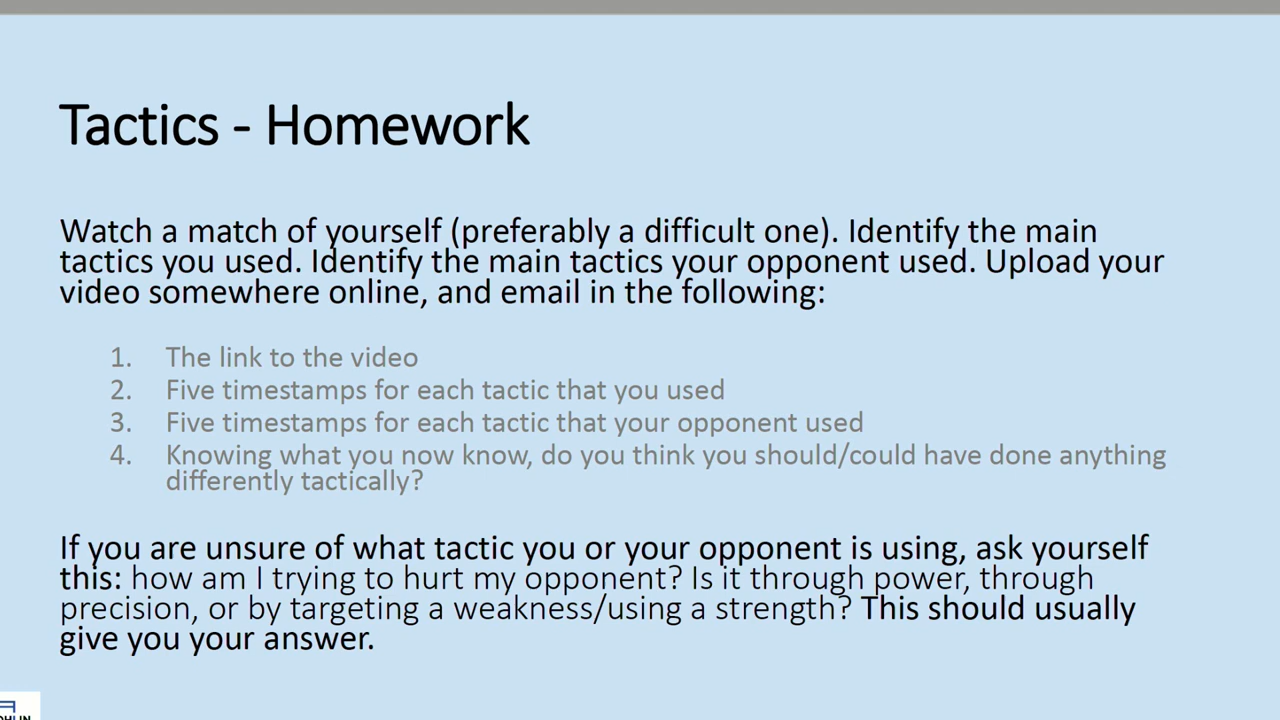 Tactics - Homework
Watch a match of yourself (preferably a difficult one). Identify the main
tactics you used. Identify the main tactics your opponent used. Upload your
video somewhere online, and email in the following:
1. The link to the video
2. Five timestamps for each tactic that you used
3. Five timestamps for each tactic that your opponent used
4. Knowing what you now know, do you think you should/could have done anything
differently tactically?
If you are unsure of what tactic you or your opponent is using, ask yourself
this: how am I trying to hurt my opponent? Is it through power, through
precision, or by targeting a weakness/using a strength? This should usually
give you your answer.